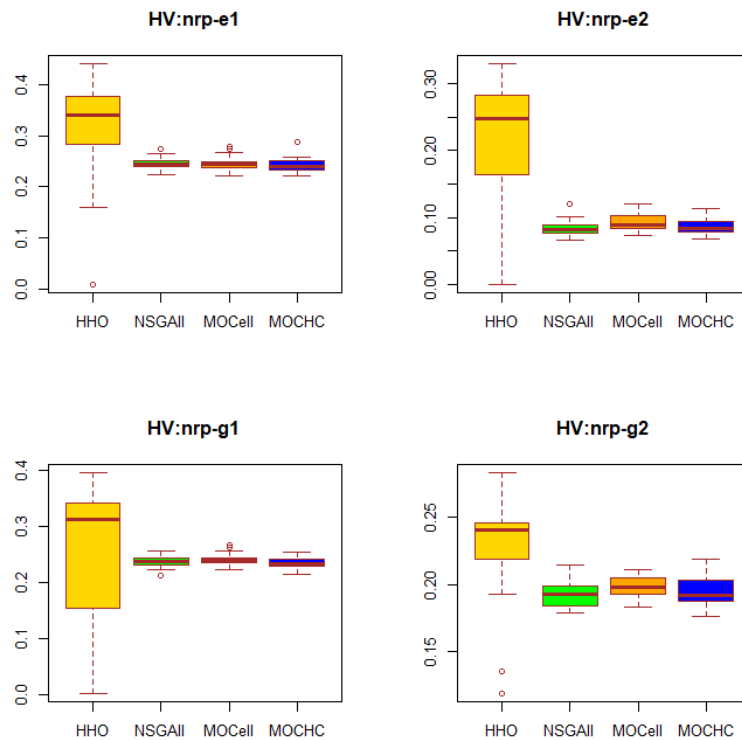 HV:nrp-e1
0.4
0.3
0.2
0.1
0.0
HHO NSGAII MOCell MOCHC
HV:nrp-e2
0.30
0.20
0.10
0.00
HHO NSGAII MOCell MOCHC
HV:nrp-g1
0.4
0.3
0.2
0.1
0.0
HHO NSGAII MOCell MOCHC
HV:nrp-g2
0.25
0.20
0.15
HHO NSGAII MOCell MOCHC